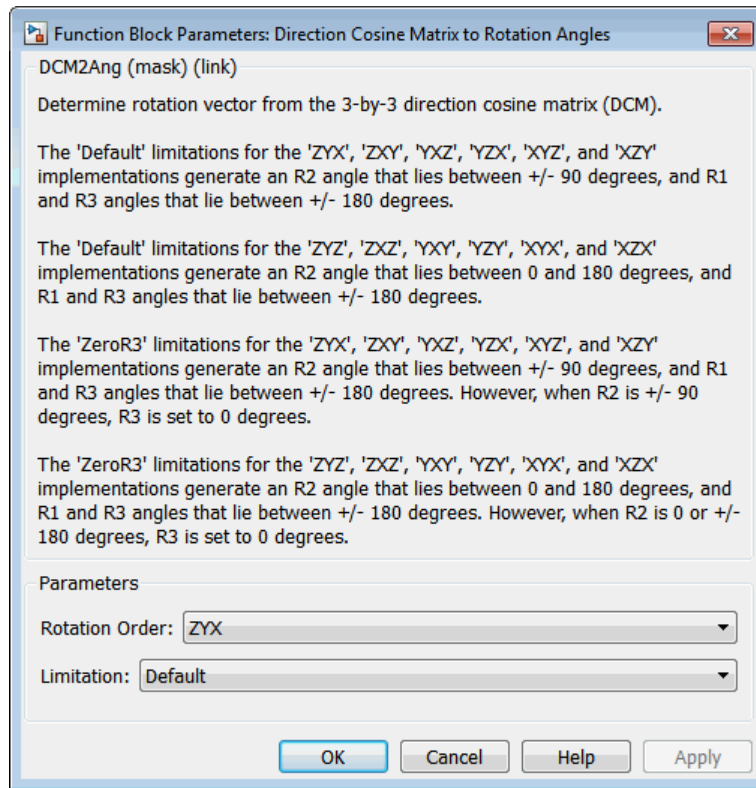 Function Block Parameters: Direction Cosine Matrix to Rotation Angles
DCM2Ang (mask) (link)
Determine rotation vector from the 3-by-3 direction cosine matrix (DCM).
The 'Default' limitations for the 'ZYX', 'ZXY', 'YXZ', 'YZX', 'XYZ', and 'XZY'
implementations generate an R2 angle that lies between +/- 90 degrees, and R1
and R3 angles that lie between +/- 180 degrees.
The 'Default' limitations for the 'ZYZ', 'ZXZ', 'YXY', 'YZY', 'XYX', and 'XZX'
implementations generate an R2 angle that lies between 0 and 180 degrees, and
R1 and R3 angles that lie between +/- 180 degrees.
The 'ZeroR3' limitations for the 'ZYX', 'ZXY', 'YXZ', 'YZX', 'XYZ', and 'XZY'
implementations generate an R2 angle that lies between +/- 90 degrees, and R1
and R3 angles that lie between +/- 180 degrees. However, when R2 is +/- 90
degrees, R3 is set to 0 degrees.
The 'ZeroR3' limitations for the 'ZYZ', 'ZXZ', 'YXY', 'YZY', 'XYX', and 'XZX'
implementations generate an R2 angle that lies between 0 and 180 degrees, and
R1 and R3 angles that lie between +/- 180 degrees. However, when R2 is 0 or +/-
180 degrees, R3 is set to 0 degrees.
Parameters
Rotation Order: ZYX
Limitation: Default
OK Cancel Help Apply